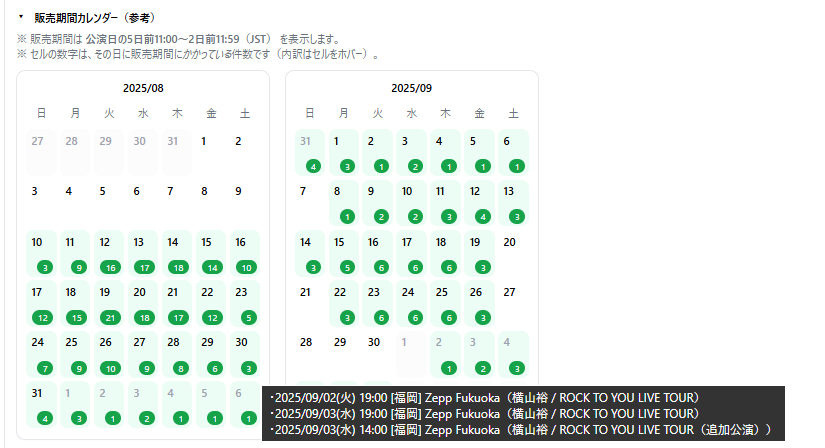 ▼ 販売期間カレンダー（参考）
※ 販売期間は 公演日の5日前11:00〜2日前11:59（JST） を表示します。
※ セルの数字は、その日に販売期間にかかっている件数です（内訳はセルをホバー）。
2025/08
日 月 火 水 木 金 土
27 28 29 30 31 1 2
3 4 5 6 7 8 9
10 11 12 13 14 15 16
3 9 16 17 18 14 10
17 18 19 20 21 22 23
12 15 21 18 17 12 5
24 25 26 27 28 29 30
7 9 10 9 8 6 3
31 1 2 3 4 5 6
4 3 1 2 1 1 1
2025/09
日 月 火 水 木 金 土
31 1 2 3 4 5 6
4 3 1 2 1 1 1
7 8 9 10 11 12 13
1 2 2 3 4 3
14 15 16 17 18 19 20
3 5 6 6 6 3
21 22 23 24 25 26 27
3 6 6 6 3
28 29 30 1 2 3 4
1 2 3
・2025/09/02(火) 19:00 [福岡] Zepp Fukuoka（横山裕 / ROCK TO YOU LIVE TOUR）
・2025/09/03(水) 19:00 [福岡] Zepp Fukuoka（横山裕 / ROCK TO YOU LIVE TOUR）
・2025/09/03(水) 14:00 [福岡] Zepp Fukuoka（横山裕 / ROCK TO YOU LIVE TOUR（追加公演））